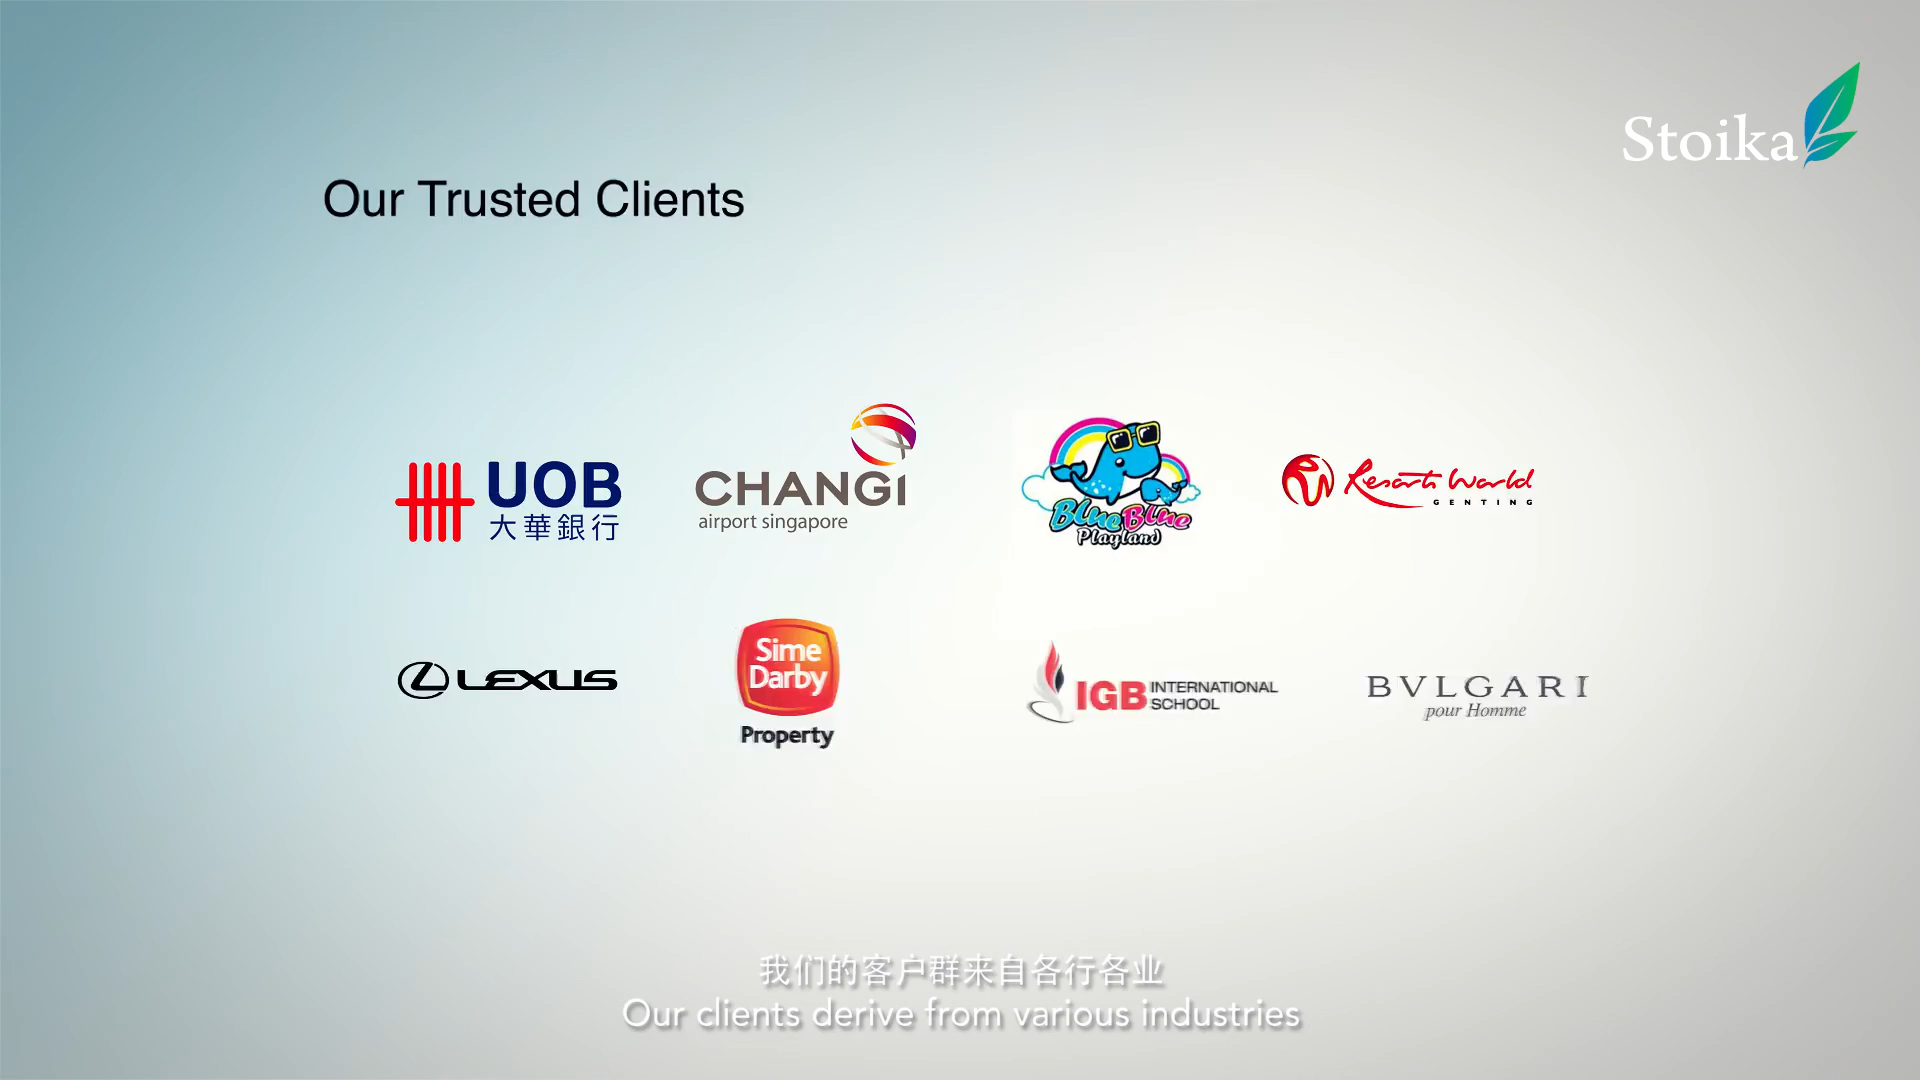 Stoika
Our Trusted Clients
UOB
大華銀行
CHANGI
airport singapore
BlueBlue
Playland
Resorts World
GENTING
LEXUS
Sime
Darby
Property
IGB INTERNATIONAL
SCHOOL
BVLGARI
pour Homme
我们的客户群来自各行各业
Our clients derive from various industries